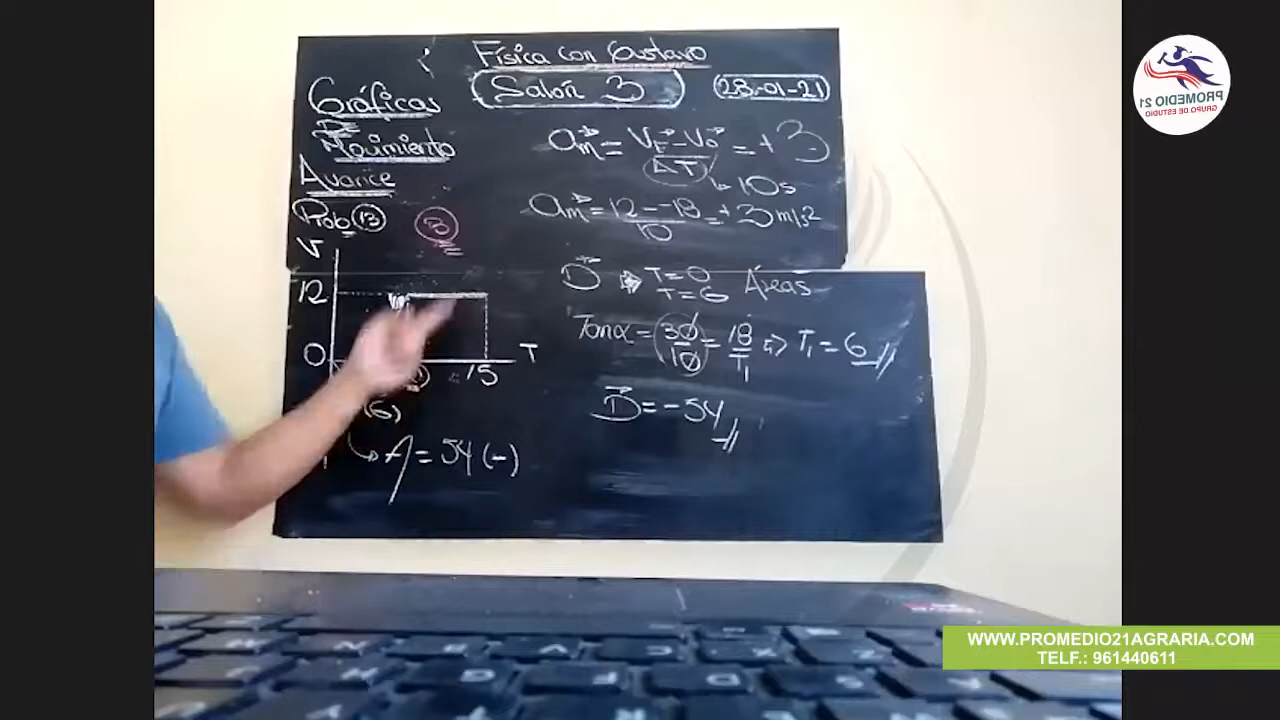 Física con Gustavo
Salón 3
28-01-21
Gráficas
De
Movimiento
Avance
Prob 13
B
V
12
0
T
15
(6)
A = 54 (-)
am = VF - Vo / ΔT = +3
10s
am = 12 - -18 / 10 = +3 m/s²
D T=0 Áreas
T=6
Tanα = 30/10 = 18/T1 ⇒ T1 = 6
D = -54
PROMEDIO 21
GRUPO DE ESTUDIO
WWW.PROMEDIO21AGRARIA.COM
TELF.: 961440611